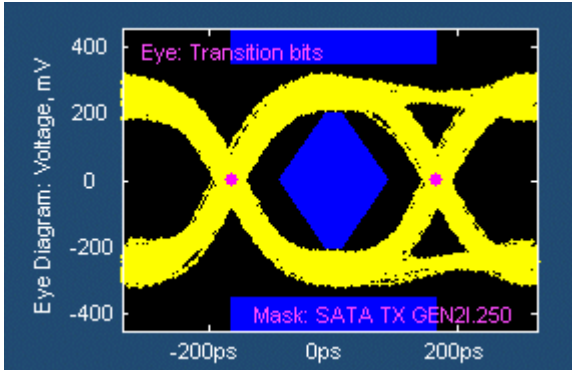 400
Eye: Transition bits
200
0
-200
-400
Eye Diagram: Voltage, mV
Mask: SATA TX GEN2I.250
-200ps
0ps
200ps